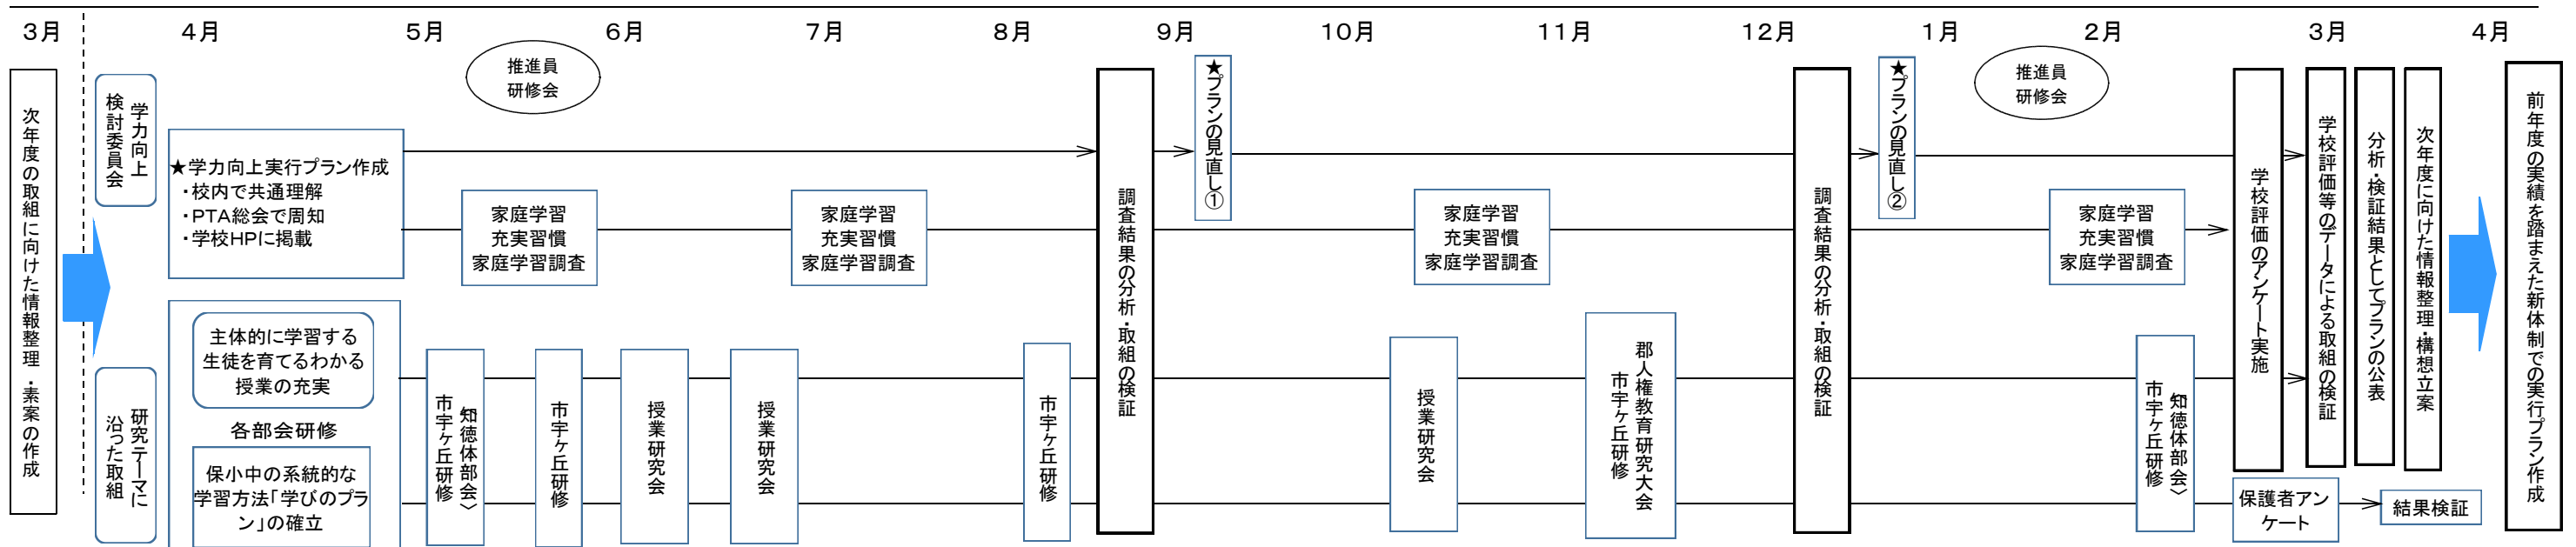 3月
4月
5月
6月
7月
8月
9月
10月
11月
12月
1月
2月
3月
4月
次年度の取組に向けた情報整理・素案の作成
学力向上
検討委員会
研究テーマに
沿った取組
★学力向上実行プラン作成
・校内で共通理解
・PTA総会で周知
・学校HPに掲載
主体的に学習する
生徒を育てるわかる
授業の充実
各部会研修
保小中の系統的な
学習方法「学びのプラ
ン」の確立
推進員
研修会
家庭学習
充実習慣
家庭学習調査
知徳体部会〉
市宇ヶ丘研修
市宇ヶ丘研修
授業研究会
家庭学習
充実習慣
家庭学習調査
授業研究会
市宇ヶ丘研修
調査結果の分析・取組の検証
★プランの見直し①
家庭学習
充実習慣
家庭学習調査
授業研究会
郡人権教育研究大会
市宇ヶ丘研修
調査結果の分析・取組の検証
★プランの見直し②
推進員
研修会
家庭学習
充実習慣
家庭学習調査
知徳体部会〉
市宇ヶ丘研修
学校評価のアンケート実施
保護者アン
ケート
学校評価等のデータによる取組の検証
分析・検証結果としてプランの公表
結果検証
次年度に向けた情報整理・構想立案
前年度の実績を踏まえた新体制での実行プラン作成